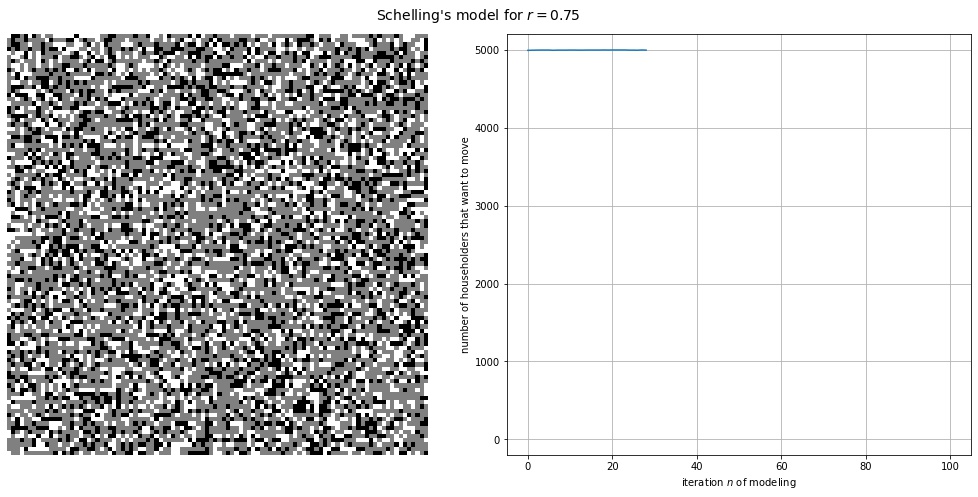 Schelling's model for r = 0.75
number of householders that want to move
5000
4000
3000
2000
1000
0
0 20 40 60 80 100
iteration n of modeling